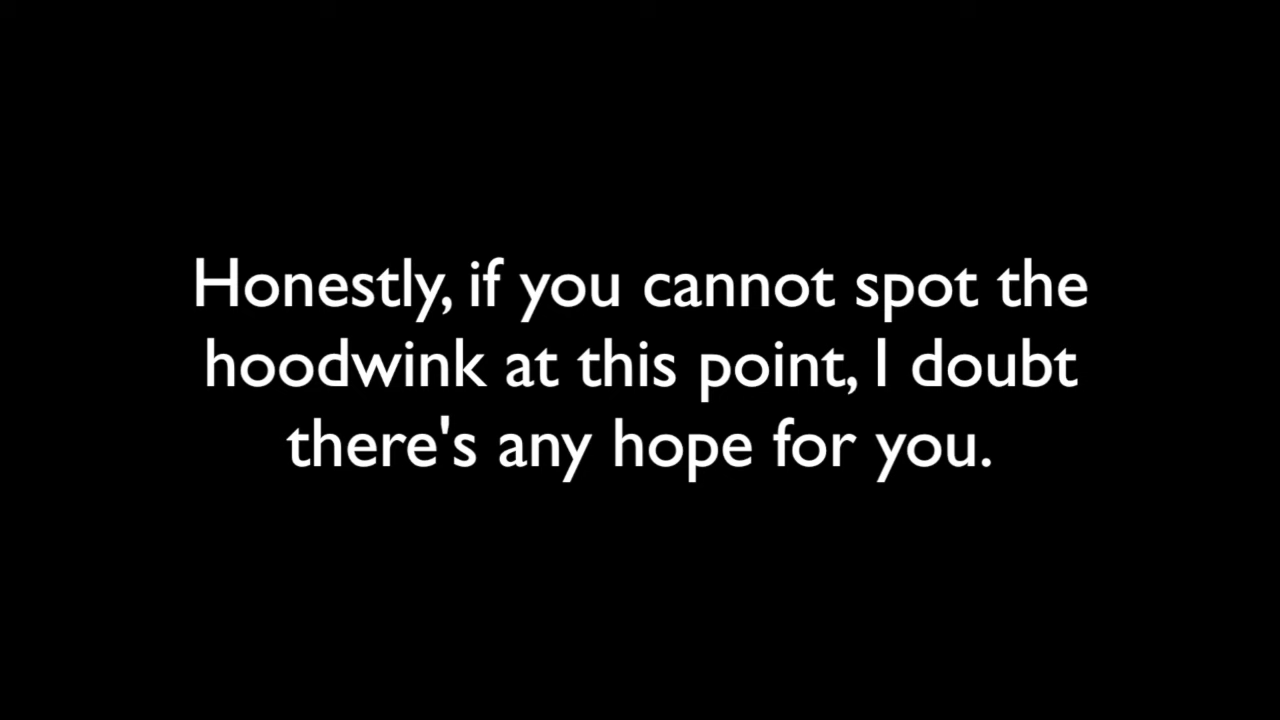 Honestly, if you cannot spot the
hoodwink at this point, I doubt
there's any hope for you.